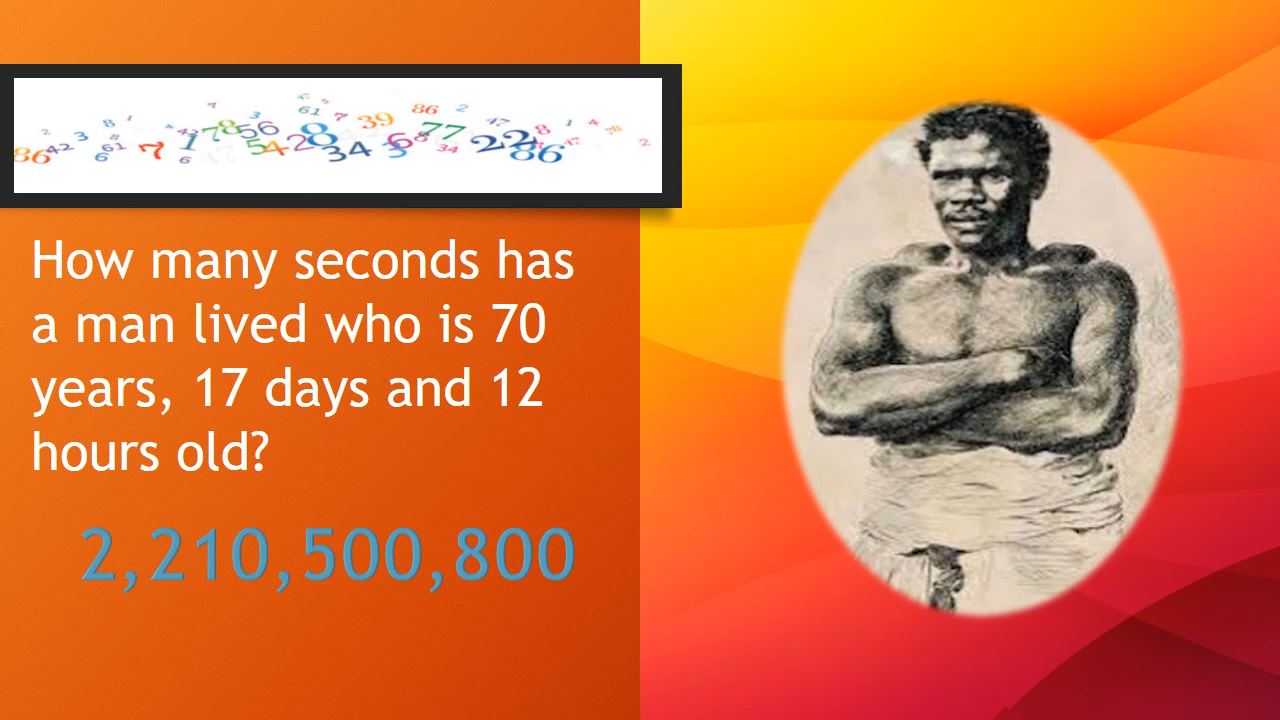 How many seconds has
a man lived who is 70
years, 17 days and 12
hours old?
2,210,500,800